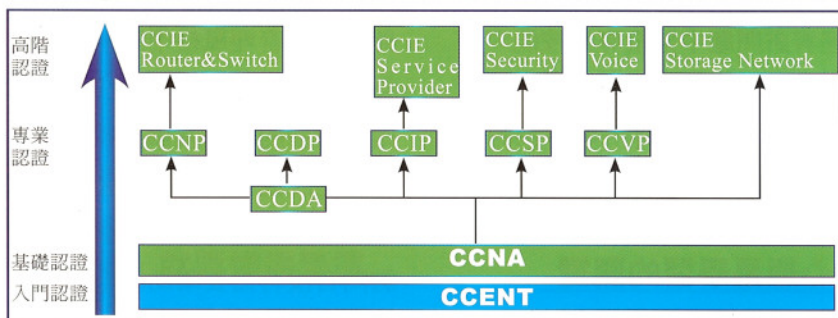 高階
認證
CCIE
Router&Switch
CCIE
Service
Provider
CCIE
Security
CCIE
Voice
CCIE
Storage Network
專業
認證
CCNP
CCDP
CCIP
CCSP
CCVP
CCDA
基礎認證
CCNA
入門認證
CCENT